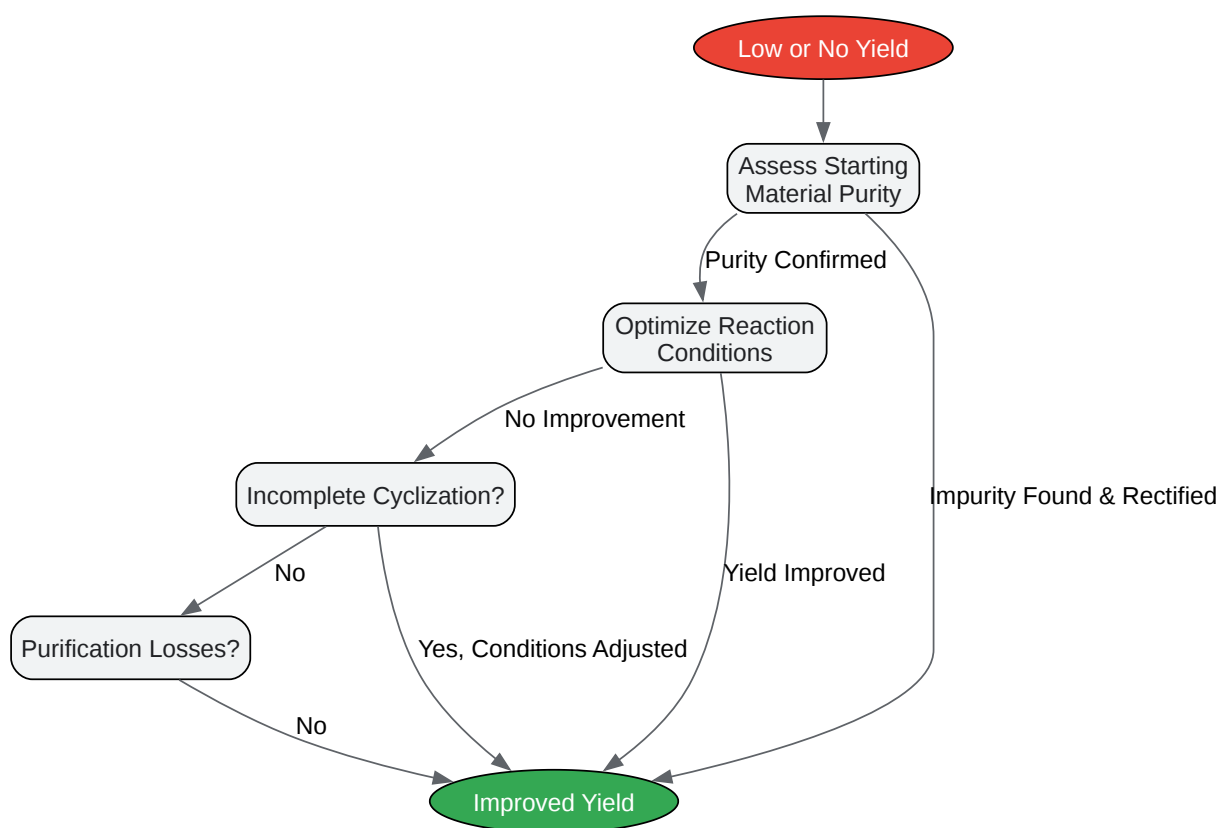 Low or No Yield
Assess Starting
Material Purity
Purity Confirmed
Optimize Reaction
Conditions
No Improvement
Incomplete Cyclization?
Impurity Found & Rectified
No
Yield Improved
Purification Losses?
Yes, Conditions Adjusted
No
Improved Yield